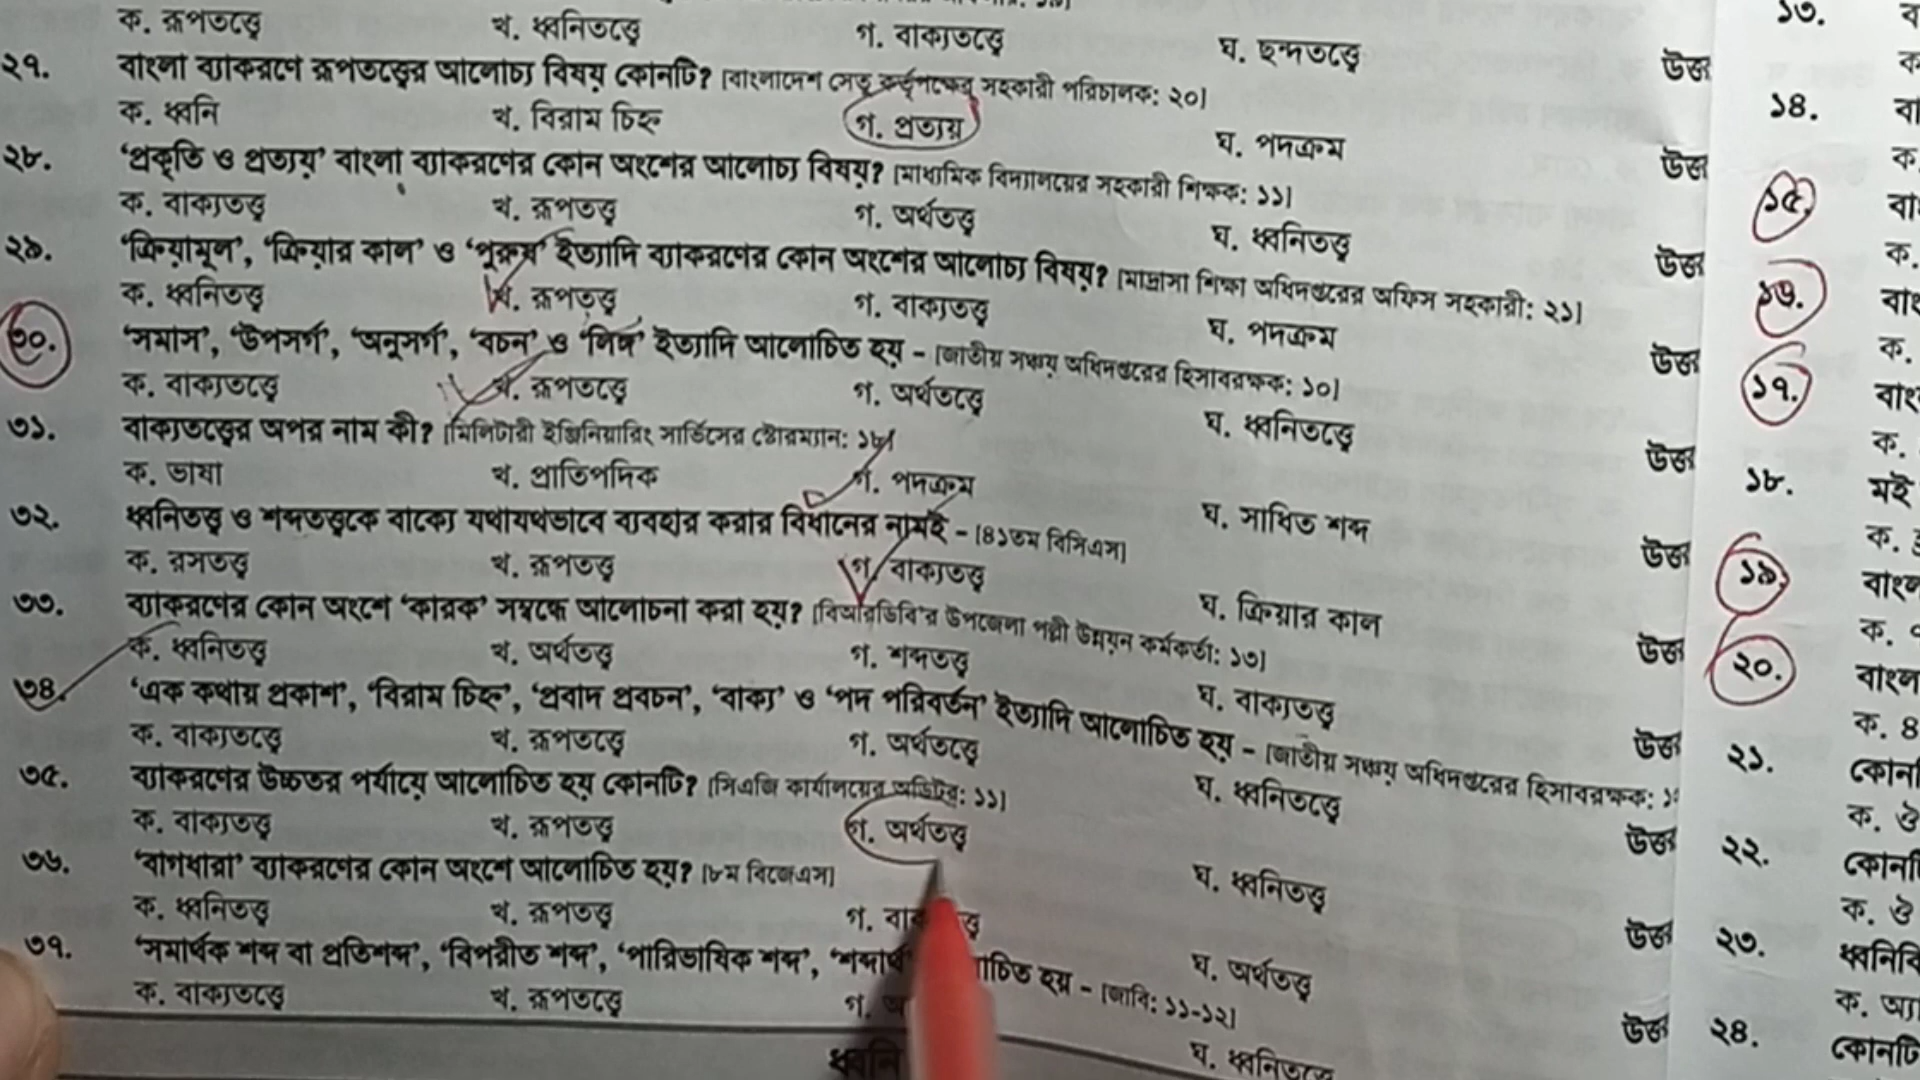 ক. রূপতত্ত্বে খ. ধ্বনিতত্ত্বে গ. বাক্যতত্ত্বে ঘ. ছন্দতত্ত্বে
২৭. বাংলা ব্যাকরণে রূপতত্ত্বের আলোচ্য বিষয় কোনটি? [বাংলাদেশ সেতু কর্তৃপক্ষের সহকারী পরিচালক: ২০]
ক. ধ্বনি খ. বিরাম চিহ্ন গ. প্রত্যয় ঘ. পদক্রম
২৮. ‘প্রকৃতি ও প্রত্যয়’ বাংলা ব্যাকরণের কোন অংশের আলোচ্য বিষয়? [মাধ্যমিক বিদ্যালয়ের সহকারী শিক্ষক: ১১]
ক. বাক্যতত্ত্ব খ. রূপতত্ত্ব গ. অর্থতত্ত্ব ঘ. ধ্বনিতত্ত্ব
২৯. ‘ক্রিয়ামূল’, ‘ক্রিয়ার কাল’ ও ‘পুরুষ’ ইত্যাদি ব্যাকরণের কোন অংশের আলোচ্য বিষয়? [মাদ্রাসা শিক্ষা অধিদপ্তরের অফিস সহকারী: ২১]
ক. ধ্বনিতত্ত্ব খ. রূপতত্ত্ব গ. বাক্যতত্ত্ব ঘ. পদক্রম
৩০. ‘সমাস’, ‘উপসর্গ’, ‘অনুসর্গ’, ‘বচন’ ও ‘লিঙ্গ’ ইত্যাদি আলোচিত হয় – [জাতীয় সঞ্চয় অধিদপ্তরের হিসাবরক্ষক: ১০]
ক. বাক্যতত্ত্বে খ. রূপতত্ত্বে গ. অর্থতত্ত্বে ঘ. ধ্বনিতত্ত্বে
৩১. বাক্যতত্ত্বের অপর নাম কী? [মিলিটারী ইঞ্জিনিয়ারিং সার্ভিসের স্টোরম্যান: ১৮]
ক. ভাষা খ. প্রাতিপদিক গ. পদক্রম ঘ. সাধিত শব্দ
৩২. ধ্বনিতত্ত্ব ও শব্দতত্ত্বকে বাক্যে যথাযথভাবে ব্যবহার করার বিধানের নামই – [৪১তম বিসিএস]
ক. রসতত্ত্ব খ. রূপতত্ত্ব গ. বাক্যতত্ত্ব ঘ. ক্রিয়ার কাল
৩৩. ব্যাকরণের কোন অংশে ‘কারক’ সম্বন্ধে আলোচনা করা হয়? [বিআরডিবি’র উপজেলা পল্লী উন্নয়ন কর্মকর্তা: ১৩]
ক. ধ্বনিতত্ত্ব খ. অর্থতত্ত্ব গ. শব্দতত্ত্ব ঘ. বাক্যতত্ত্ব
৩৪. ‘এক কথায় প্রকাশ’, ‘বিরাম চিহ্ন’, ‘প্রবাদ প্রবচন’, ‘বাক্য’ ও ‘পদ পরিবর্তন’ ইত্যাদি আলোচিত হয় – [জাতীয় সঞ্চয় অধিদপ্তরের হিসাবরক্ষক:
ক. বাক্যতত্ত্বে খ. রূপতত্ত্বে গ. অর্থতত্ত্বে ঘ. ধ্বনিতত্ত্বে
৩৫. ব্যাকরণের উচ্চতর পর্যায়ে আলোচিত হয় কোনটি? [সিএজি কার্যালয়ের অডিটর: ১১]
ক. বাক্যতত্ত্ব খ. রূপতত্ত্ব গ. অর্থতত্ত্ব ঘ. ধ্বনিতত্ত্ব
৩৬. ‘বাগধারা’ ব্যাকরণের কোন অংশে আলোচিত হয়? [৮ম বিজেএস]
ক. ধ্বনিতত্ত্ব খ. রূপতত্ত্ব গ. ঘ. অর্থতত্ত্ব
৩৭. ‘সমার্থক শব্দ বা প্রতিশব্দ’, ‘বিপরীত শব্দ’, ‘পারিভাষিক শব্দ’, হয় – [জাবি: ১১-১২]
ক. বাক্যতত্ত্বে খ. রূপতত্ত্বে গ. ঘ. ধ্বনিতত্ত্বে
ধ্বনি
১৩.
১৪.
১৫.
১৬.
১৭.
১৮. মই
১৯.
২০.
২১.
ক. ৪
২২.
ক. ঔ
২৩.
ক. ঔ
২৪. কোনটি